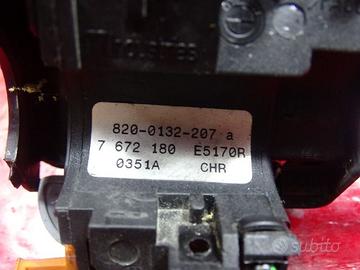 820-0132-207 a
7 672 180 E5170R
0351A CHR
subito